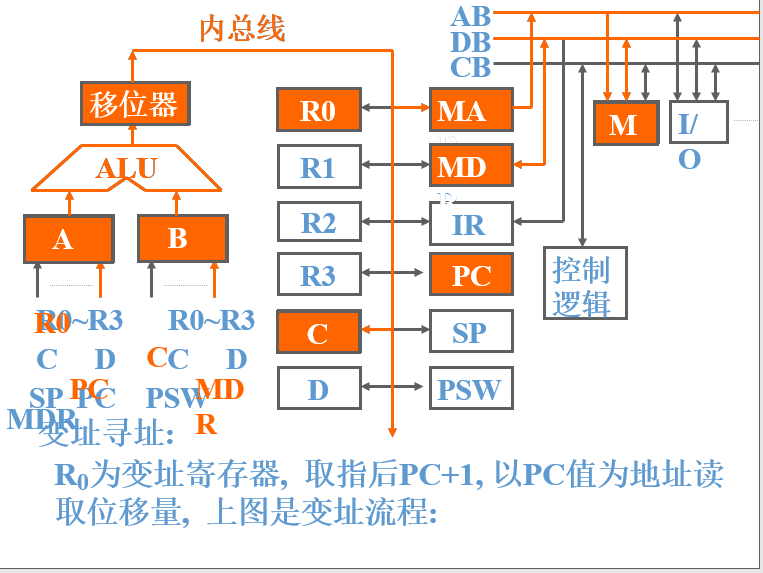 内总线
AB
DB
CB
移位器
ALU
A
B
R0
R1
R2
R3
C
D
MA
MD
IR
PC
SP
PSW
M
I/
O
控制
逻辑
R0~R3
R0
R0~R3
C D
C
C D
SP PC
PC
PSW
MD
R
MDR
变址寻址:
R0为变址寄存器, 取指后PC+1, 以PC值为地址读
取位移量, 上图是变址流程: